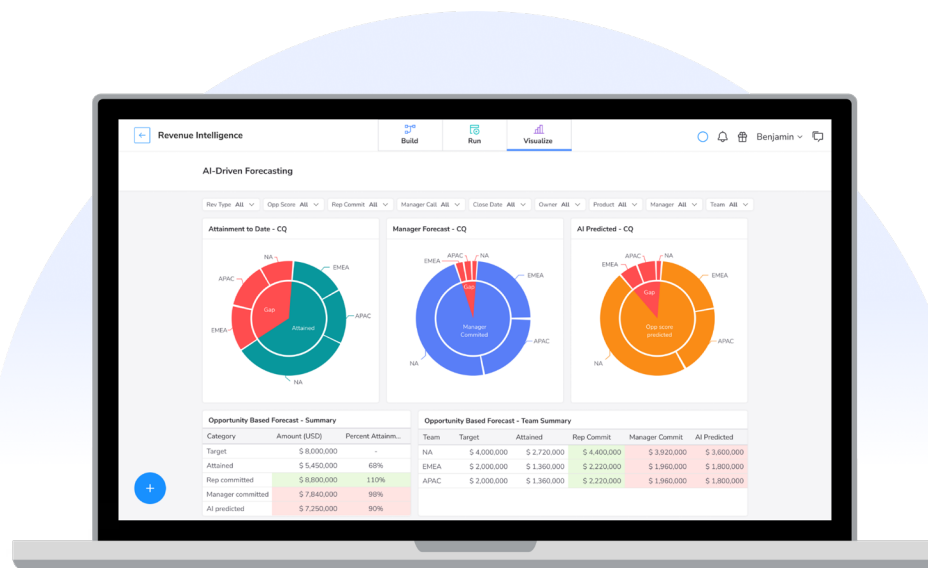 Revenue Intelligence
Build
Run
Visualize
Benjamin
AI-Driven Forecasting
Rev Type All
Opp Score All
Rep Commit All
Manager Call All
Close Date All
Owner All
Product All
Manager All
Team All
Attainment to Date - CQ
NA
EMEA
APAC
Gap
APAC
Attained
EMEA
NA
Manager Forecast - CQ
APAC
NA
EMEA
EMEA
Gap
Manager
Commited
APAC
NA
AI Predicted - CQ
APAC
NA
EMEA
EMEA
Gap
Opp score
predicted
APAC
NA
Opportunity Based Forecast - Summary
Category Amount (USD) Percent Attainm...
Target $ 8,000,000 -
Attained $ 5,450,000 68%
Rep committed $ 8,800,000 110%
Manager committed $ 7,840,000 98%
AI predicted $ 7,250,000 90%
Opportunity Based Forecast - Team Summary
Team Target Attained Rep Commit Manager Commit AI Predicted
NA $ 4,000,000 $ 2,720,000 $ 4,400,000 $ 3,920,000 $ 3,600,000
EMEA $ 2,000,000 $ 1,360,000 $ 2,220,000 $ 1,960,000 $ 1,800,000
APAC $ 2,000,000 $ 1,360,000 $ 2,220,000 $ 1,960,000 $ 1,800,000